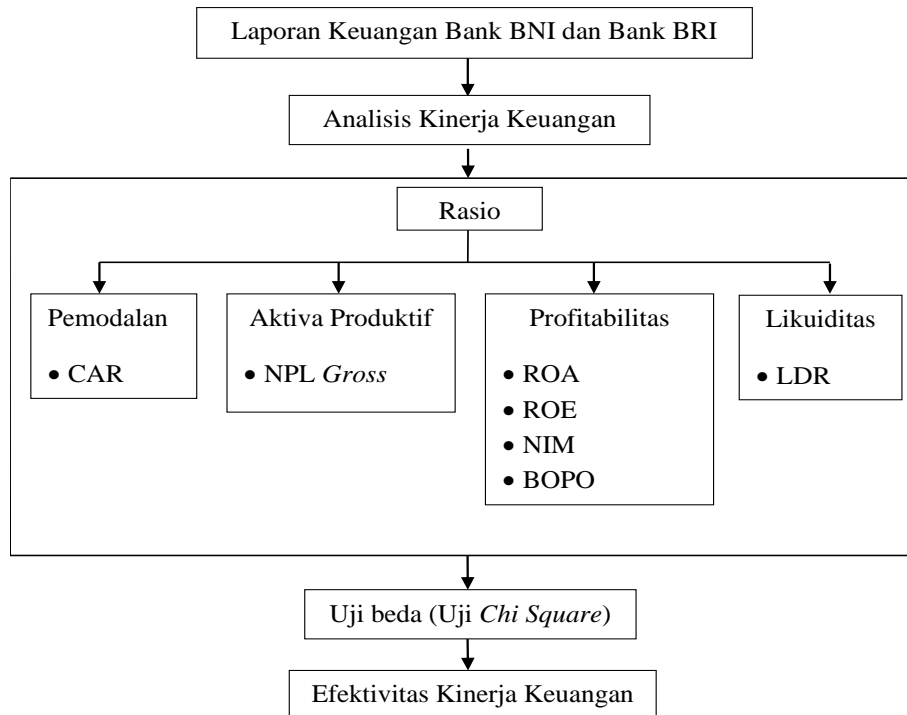 Laporan Keuangan Bank BNI dan Bank BRI
Analisis Kinerja Keuangan
Rasio
Pemodalan
• CAR
Aktiva Produktif
• NPL Gross
Profitabilitas
• ROA
• ROE
• NIM
• BOPO
Likuiditas
• LDR
Uji beda (Uji Chi Square)
Efektivitas Kinerja Keuangan